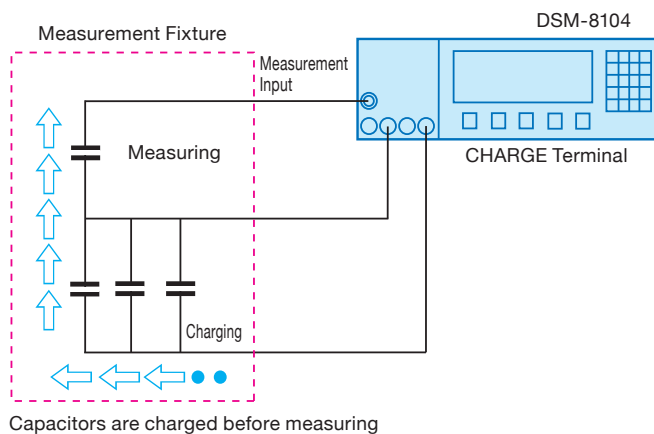 DSM-8104
Measurement Fixture
Measurement
Input
Measuring
CHARGE Terminal
Charging
Capacitors are charged before measuring